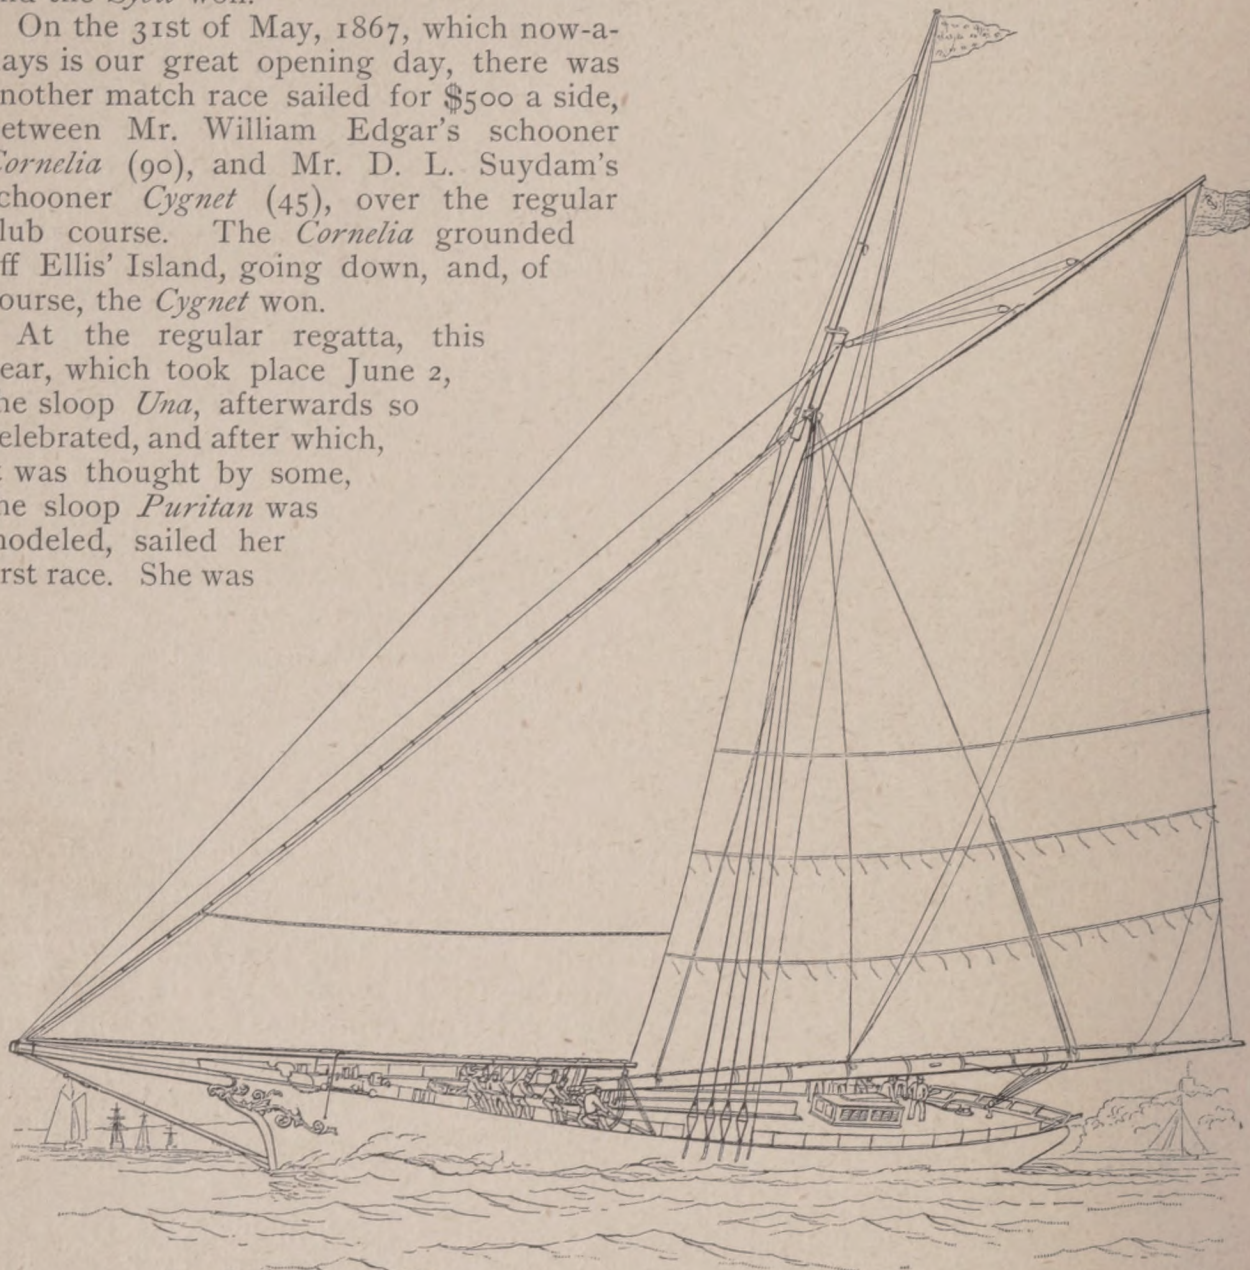 On the 31st of May, 1867, which now-a-
ays is our great opening day, there was
nother match race sailed for $500 a side,
etween Mr. William Edgar's schooner
Cornelia (90), and Mr. D. L. Suydam's
chooner Cygnet (45), over the regular
lub course. The Cornelia grounded
ff Ellis' Island, going down, and, of
ourse, the Cygnet won.
At the regular regatta, this
ear, which took place June 2,
he sloop Una, afterwards so
elebrated, and after which,
t was thought by some,
he sloop Puritan was
nodeled, sailed her
rst race. She was